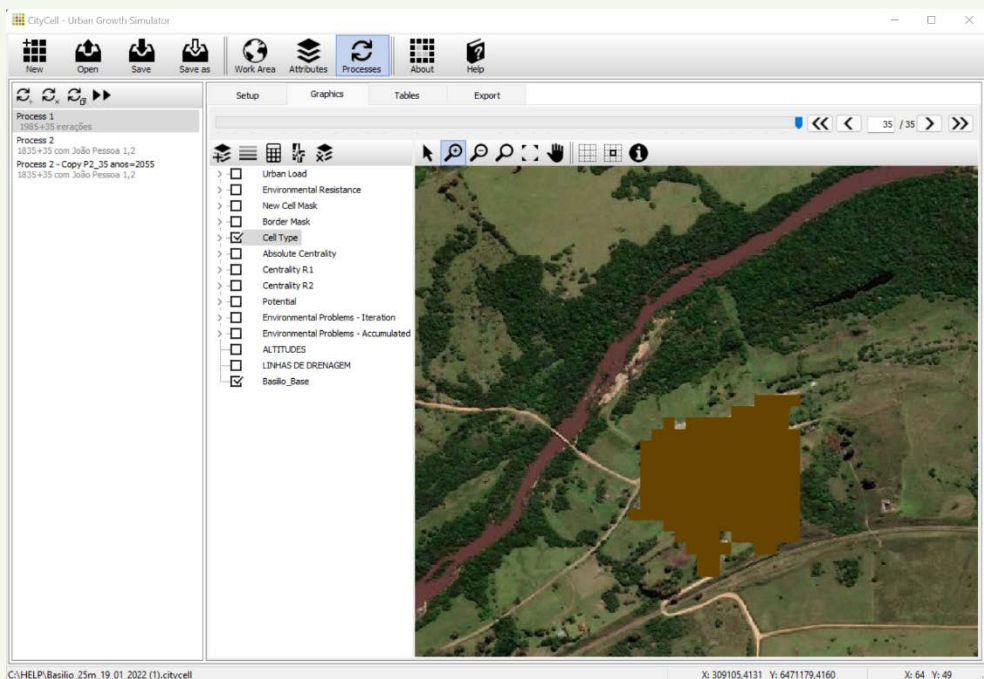 CityCell - Urban Growth Simulator
New
Open
Save
Save as
Work Area
Attributes
Processes
About
Help
Process 1
1985+35 irerações
Process 2
1835+35 com João Pessoa 1,2
Process 2 - Copy P2_35 anos=2055
1835+35 com João Pessoa 1,2
Setup
Graphics
Tables
Export
35 /35
Urban Load
Environmental Resistance
New Cell Mask
Border Mask
Cell Type
Absolute Centrality
Centrality R1
Centrality R2
Potential
Environmental Problems - Iteration
Environmental Problems - Accumulated
ALTITUDES
LINHAS DE DRENAGEM
Basilio_Base
C:\HELP\Basilio_25m_19_01_2022 (1).citycell
X: 309105,4131 Y: 6471179,4160
X: 64 Y: 49